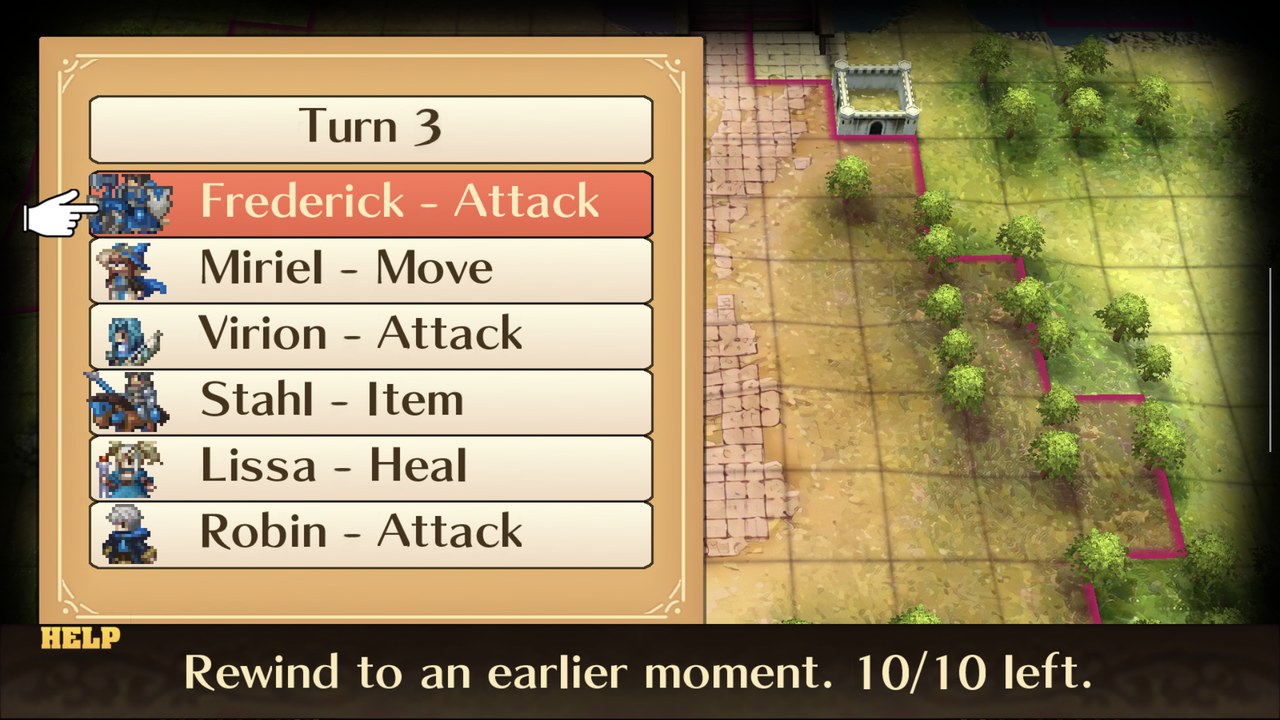 Turn 3
Frederick - Attack
Miriel - Move
Virion - Attack
Stahl - Item
Lissa - Heal
Robin - Attack
HELP
Rewind to an earlier moment. 10/10 left.